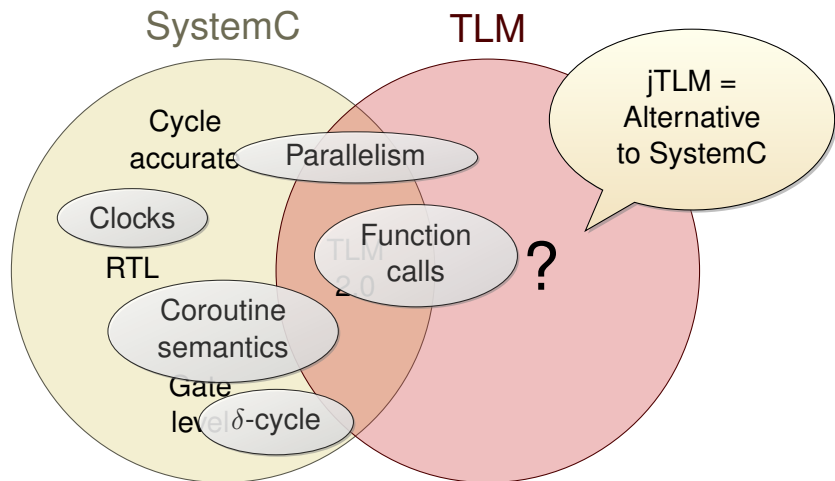 SystemC
TLM
jTLM =
Alternative
to SystemC
Cycle
accurate
Parallelism
Clocks
Function
calls
TLM
2.0
?
RTL
Coroutine
semantics
Gate
level
δ-cycle